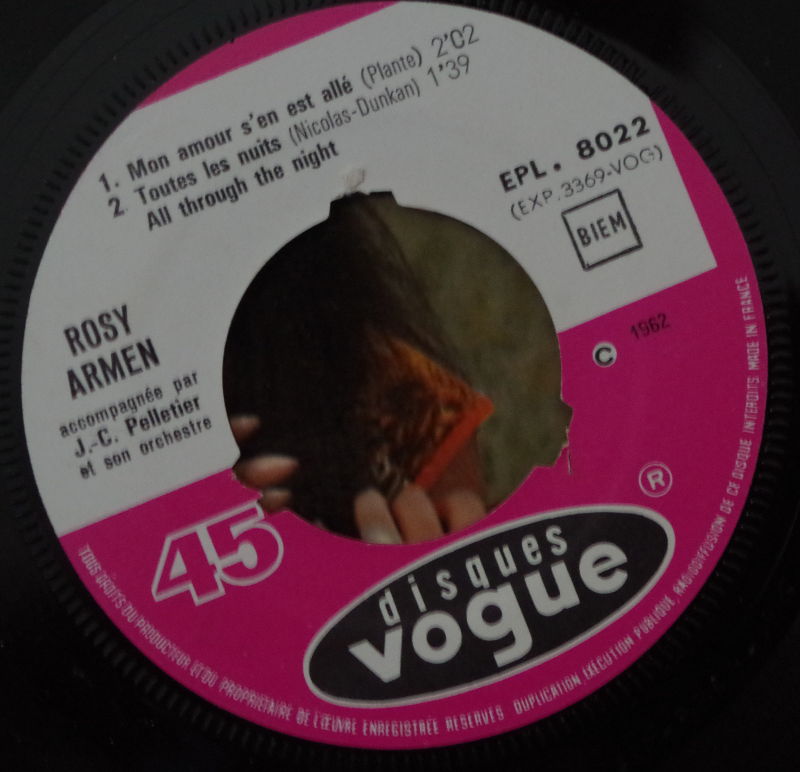 1. Mon amour s'en est allé (Plante) 2'02
2. Toutes les nuits (Nicolas-Dunkan) 1'39
All through the night
EPL. 8022
(EXP. 3369-VOG)
BIEM
ROSY
ARMEN
accompagnée par
J.-C. Pelletier
et son orchestre
C 1962
R
45
disques
vogue
TOUS DROITS DU PRODUCTEUR ET DU PROPRIETAIRE DE L'ŒUVRE ENREGISTRÉE RESERVES DUPLICATION, EXECUTION PUBLIQUE, RADIODIFFUSION DE CE DISQUE INTERDITS. MADE IN FRANCE